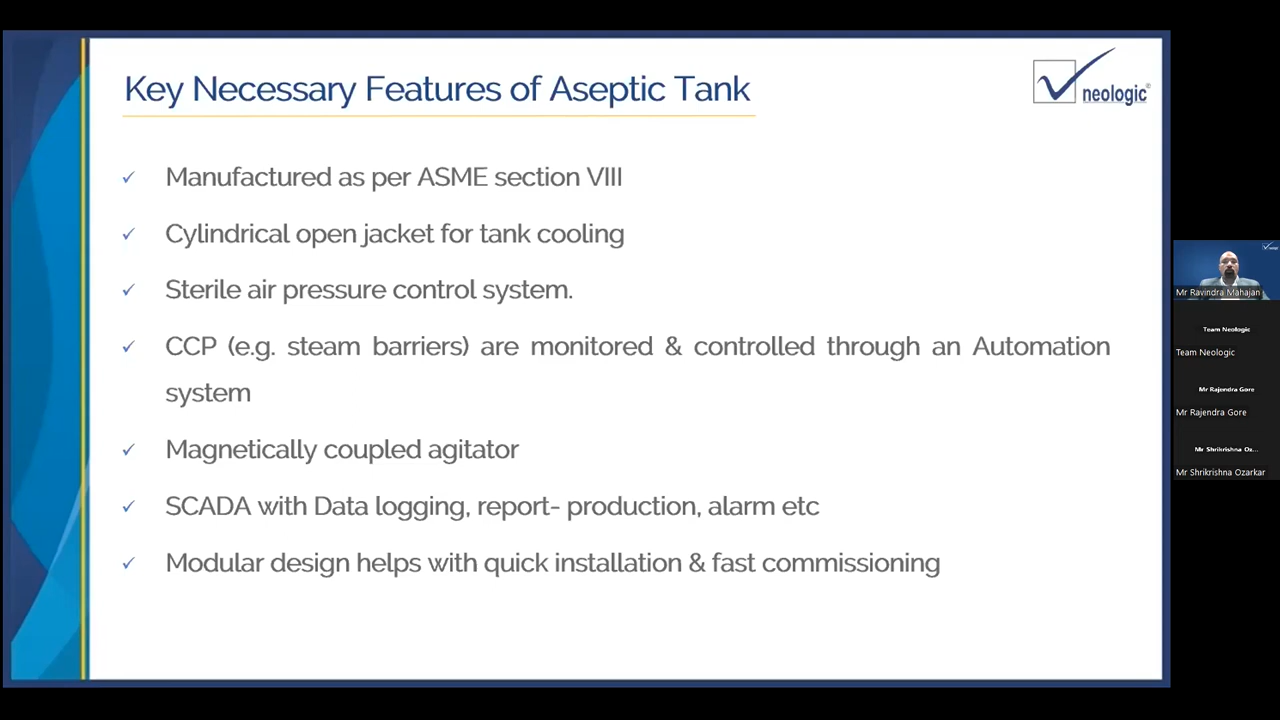 Key Necessary Features of Aseptic Tank
neologic®
✓ Manufactured as per ASME section VIII
✓ Cylindrical open jacket for tank cooling
✓ Sterile air pressure control system.
✓ CCP (e.g. steam barriers) are monitored & controlled through an Automation
system
✓ Magnetically coupled agitator
✓ SCADA with Data logging, report- production, alarm etc
✓ Modular design helps with quick installation & fast commissioning
Mr Ravindra Mahajan
Team Neologic
Team Neologic
Mr Rajendra Gore
Mr Rajendra Gore
Mr Shrikrishna Oz...
Mr Shrikrishna Ozarkar